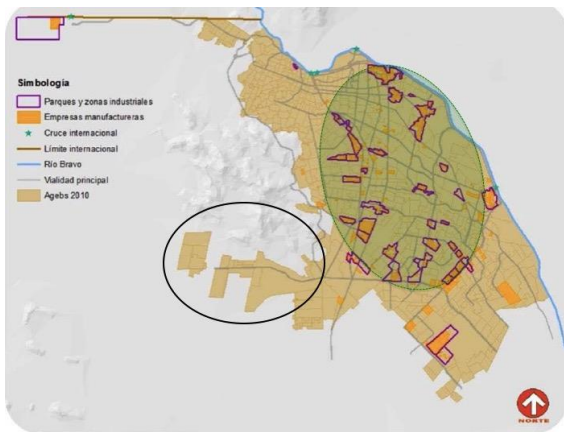 Simbología
Parques y zonas industriales
Empresas manufactureras
Cruce internacional
Límite internacional
Río Bravo
Vialidad principal
Agebs 2010
NORTE